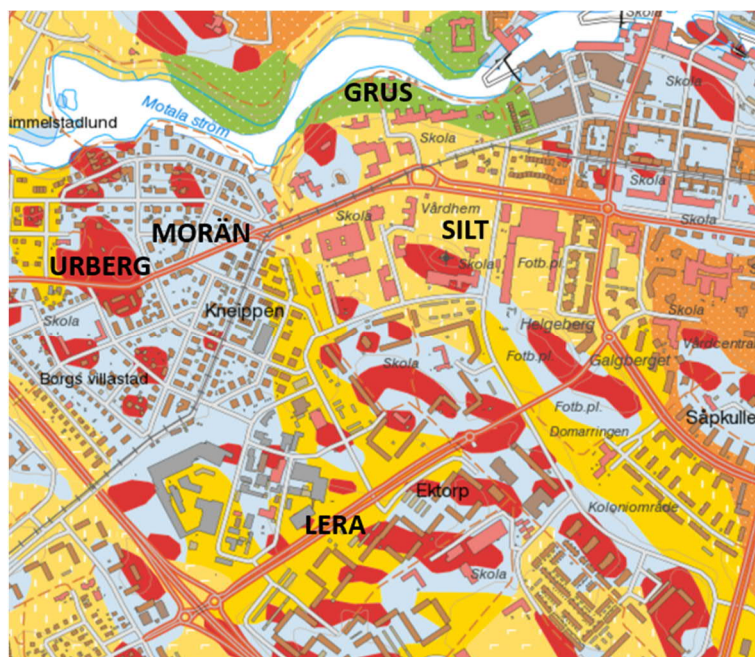 Skola
GRUS
Skola
Motala ström
immelstadlund
Skola
Skola
Vårdhem
Skola
Skola
MORÄN
SILT
URBERG
Fotb.pl.
Skola
Skola
Kneippen
Skola
Helgeberg
Vårdcentral
Fotb.pl.
Galgberget
Skola
Borgs villastad
Fotb.pl.
Såpkulle
Domarringen
Ektorp
Koloniområde
LERA
Skola